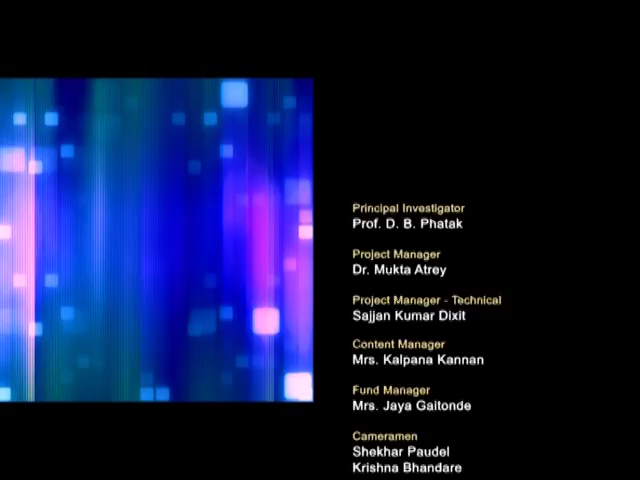 Principal Investigator
Prof. D. B. Phatak
Project Manager
Dr. Mukta Atrey
Project Manager - Technical
Sajjan Kumar Dixit
Content Manager
Mrs. Kalpana Kannan
Fund Manager
Mrs. Jaya Gaitonde
Cameramen
Shekhar Paudel
Krishna Bhandare